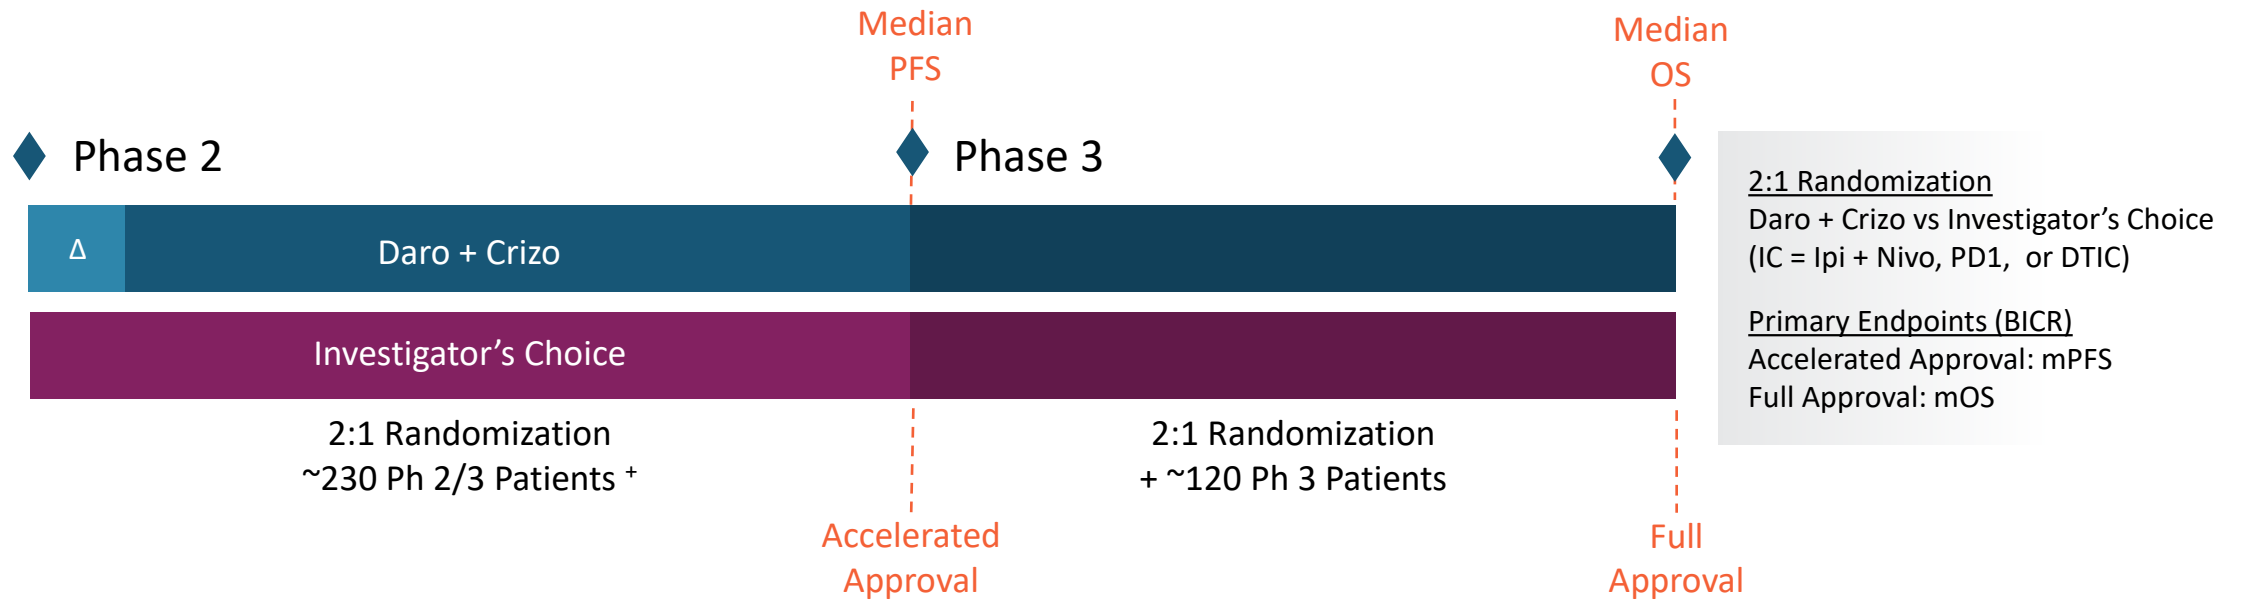 Median
PFS
Median
OS
Phase 2
Phase 3
Δ
Daro + Crizo
Investigator’s Choice
2:1 Randomization
~230 Ph 2/3 Patients ⁺
2:1 Randomization
+ ~120 Ph 3 Patients
Accelerated
Approval
Full
Approval
2:1 Randomization
Daro + Crizo vs Investigator’s Choice
(IC = Ipi + Nivo, PD1,  or DTIC)
Primary Endpoints (BICR)
Accelerated Approval: mPFS
Full Approval: mOS